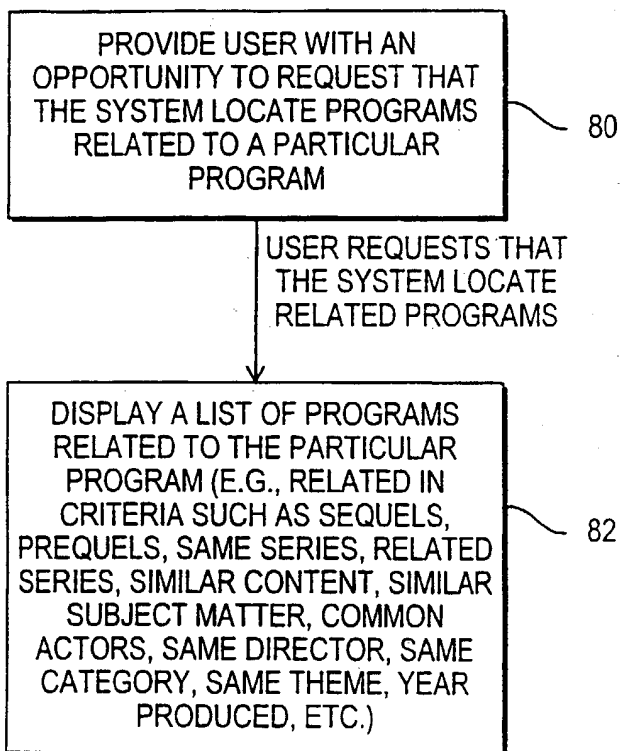 PROVIDE USER WITH AN
OPPORTUNITY TO REQUEST THAT
THE SYSTEM LOCATE PROGRAMS
RELATED TO A PARTICULAR
PROGRAM
80
USER REQUESTS THAT
THE SYSTEM LOCATE
RELATED PROGRAMS
DISPLAY A LIST OF PROGRAMS
RELATED TO THE PARTICULAR
PROGRAM (E.G., RELATED IN
CRITERIA SUCH AS SEQUELS,
PREQUELS, SAME SERIES, RELATED
SERIES, SIMILAR CONTENT, SIMILAR
SUBJECT MATTER, COMMON
ACTORS, SAME DIRECTOR, SAME
CATEGORY, SAME THEME, YEAR
PRODUCED, ETC.)
82